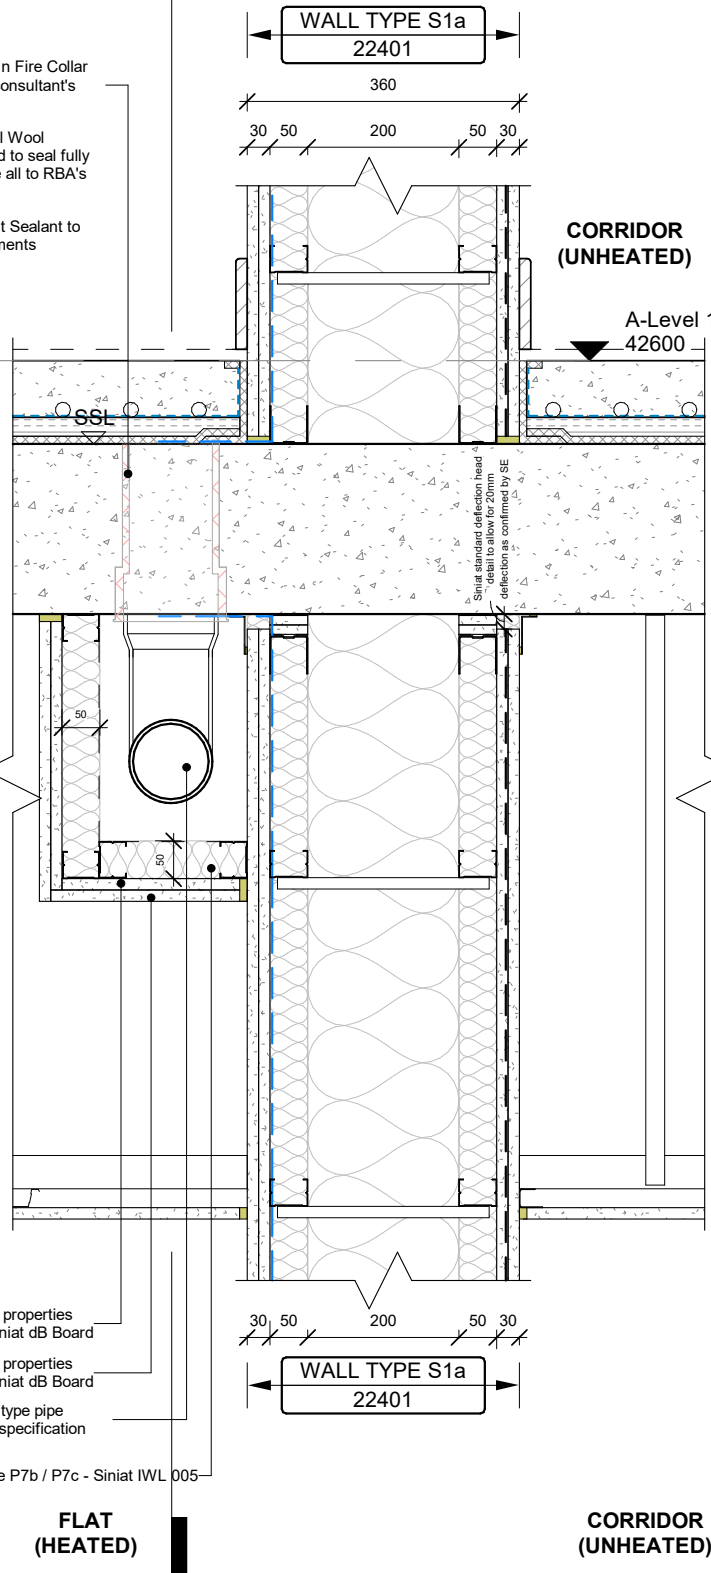 WALL TYPE S1a
22401
360
30 50 200 50 30
n Fire Collar
onsultant's
l Wool
d to seal fully
e all to RBA's
t Sealant to
nents
CORRIDOR
(UNHEATED)
A-Level 1
42600
SSL
Siniat standard deflection head
detail to allow for 20mm
deflection as confirmed by SE
50
50
properties
niat dB Board
properties
niat dB Board
type pipe
specification
e P7b / P7c - Siniat IWL 005
30 50 200 50 30
WALL TYPE S1a
22401
FLAT
(HEATED)
CORRIDOR
(UNHEATED)